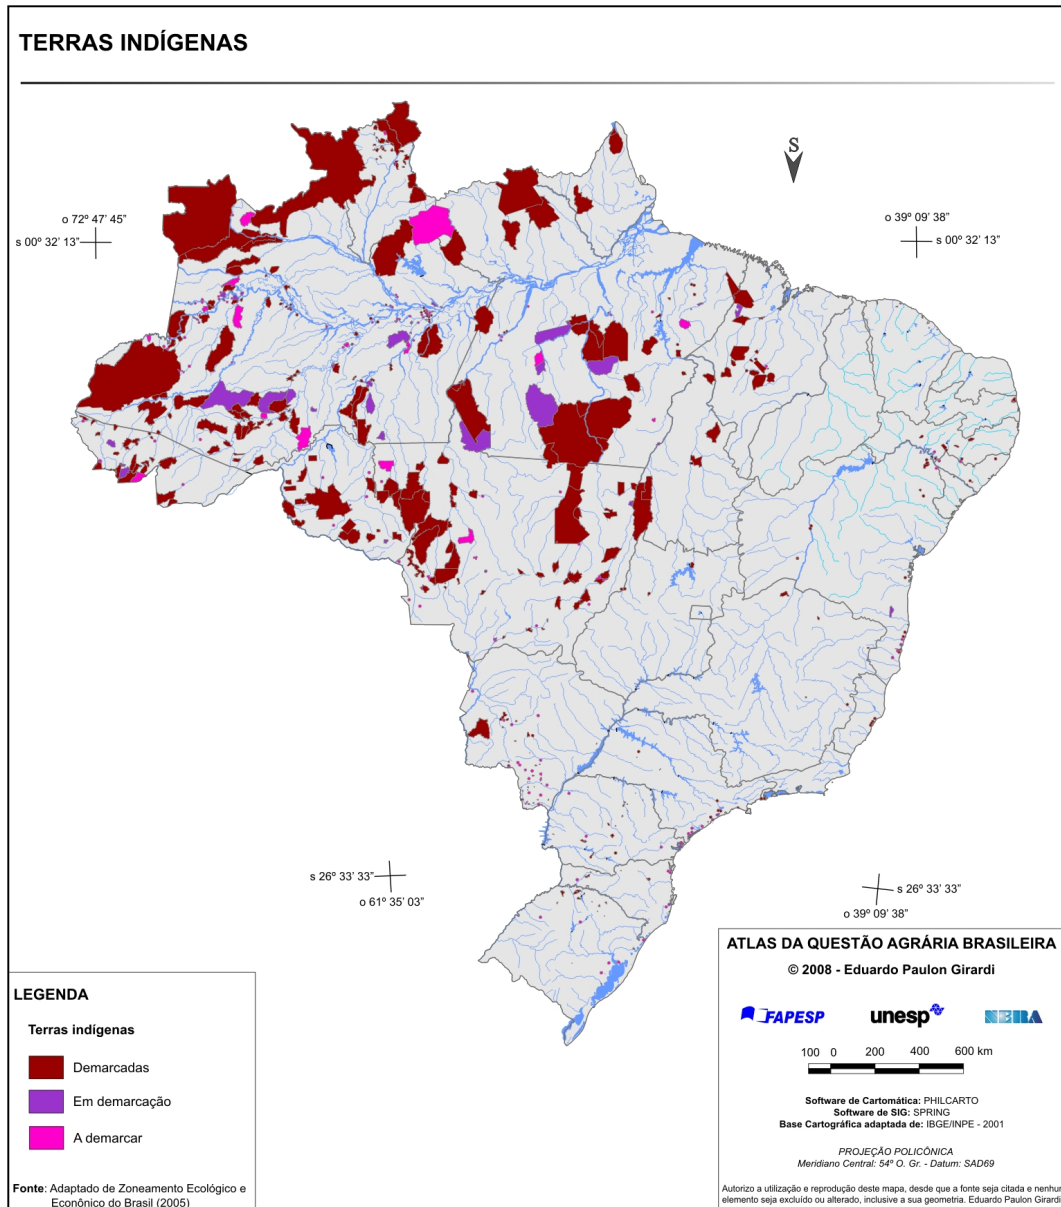 TERRAS INDÍGENAS
S
o 72º 47' 45”
s 00º 32' 13”
o 39º 09' 38”
s 00º 32' 13”
s 26º 33' 33”
o 61º 35' 03”
s 26º 33' 33”
o 39º 09' 38”
LEGENDA
Terras indígenas
Demarcadas
Em demarcação
A demarcar
Fonte: Adaptado de Zoneamento Ecológico e
Econônico do Brasil (2005)
ATLAS DA QUESTÃO AGRÁRIA BRASILEIRA
© 2008 - Eduardo Paulon Girardi
FAPESP unesp NERA
100 0 200 400 600 km
Software de Cartomática: PHILCARTO
Software de SIG: SPRING
Base Cartográfica adaptada de: IBGE/INPE - 2001
PROJEÇÃO POLICÔNICA
Meridiano Central: 54º O. Gr. - Datum: SAD69
Autorizo a utilização e reprodução deste mapa, desde que a fonte seja citada e nenhum
elemento seja excluído ou alterado, inclusive a sua geometria. Eduardo Paulon Girardi